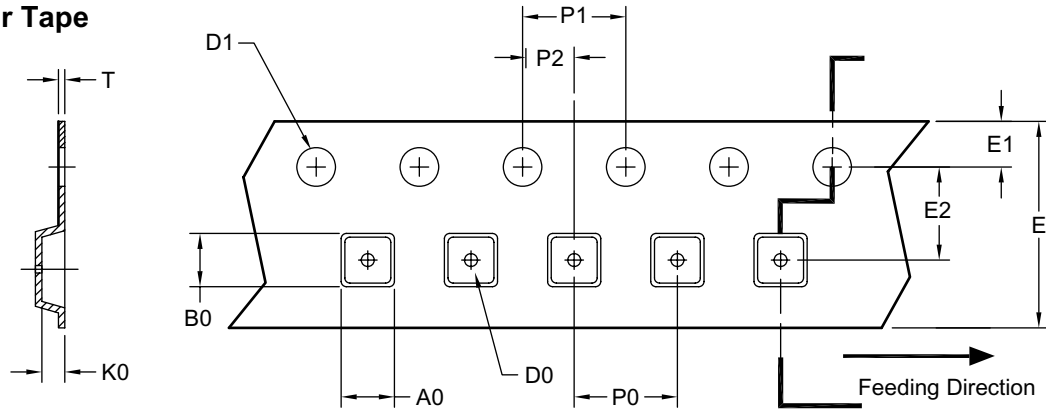 r Tape
P1
D1
P2
T
E1
E2
E
B0
K0
A0
D0
P0
Feeding Direction